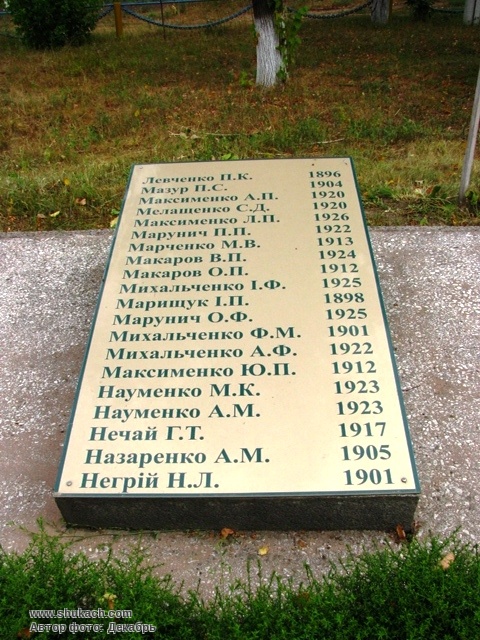 Левченко П.К. 1896
Мазур П.С. 1904
Максименко А.П. 1920
Мелащенко С.Д. 1920
Максименко Л.П. 1926
Марунич П.П. 1922
Марченко М.В. 1913
Макаров В.П. 1924
Макаров О.П. 1912
Михальченко І.Ф. 1925
Марищук І.П. 1898
Марунич О.Ф. 1925
Михальченко Ф.М. 1901
Михальченко А.Ф. 1922
Максименко Ю.П. 1912
Науменко М.К. 1923
Науменко А.М. 1923
Нечай Г.Т. 1917
Назаренко А.М. 1905
Негрій Н.Л. 1901
www.shukach.com
Автор фото: Декабрь